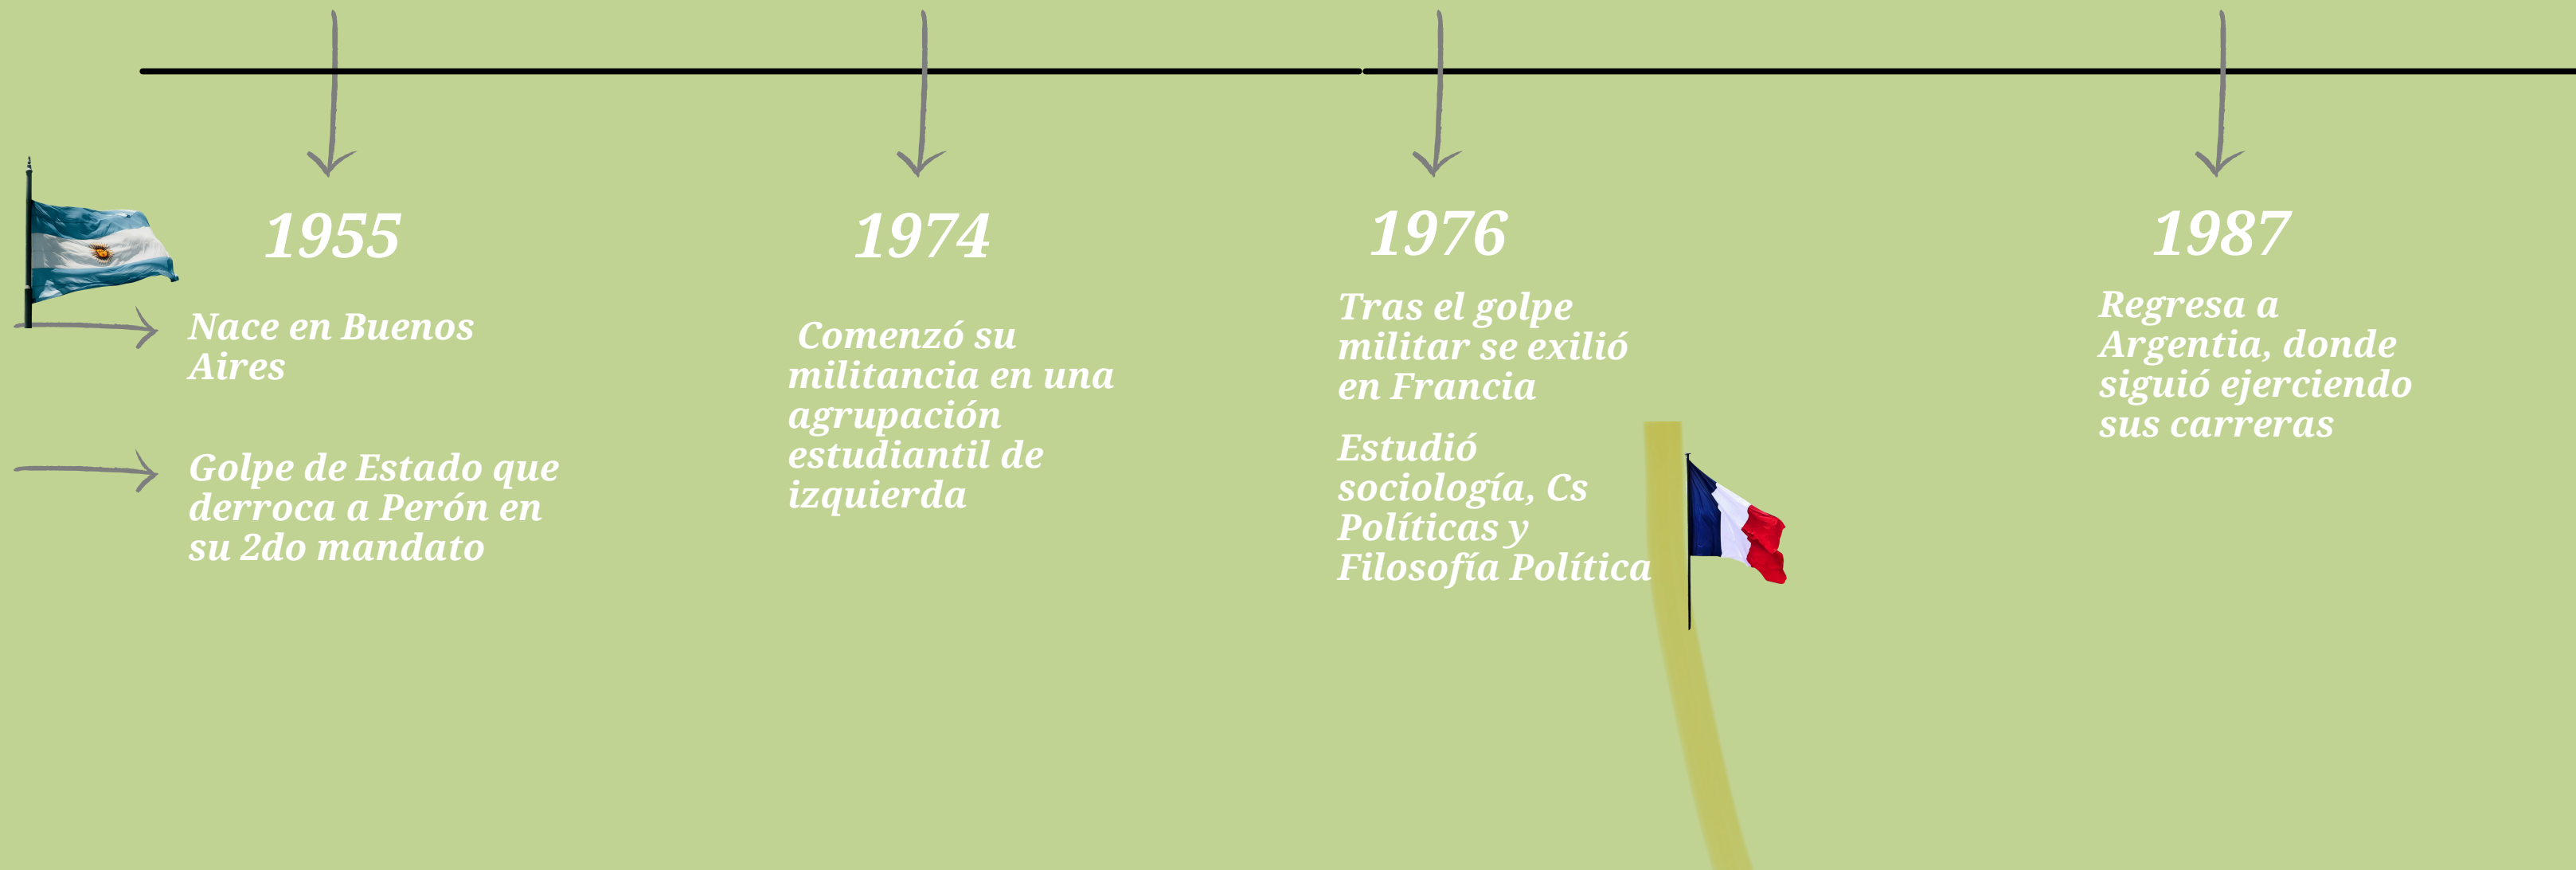 1955
Nace en Buenos
Aires
Golpe de Estado que
derroca a Perón en
su 2do mandato
1974
Comenzó su
militancia en una
agrupación
estudiantil de
izquierda
1976
Tras el golpe
militar se exilió
en Francia
Estudió
sociología, Cs
Políticas y
Filosofía Política
1987
Regresa a
Argentia, donde
siguió ejerciendo
sus carreras